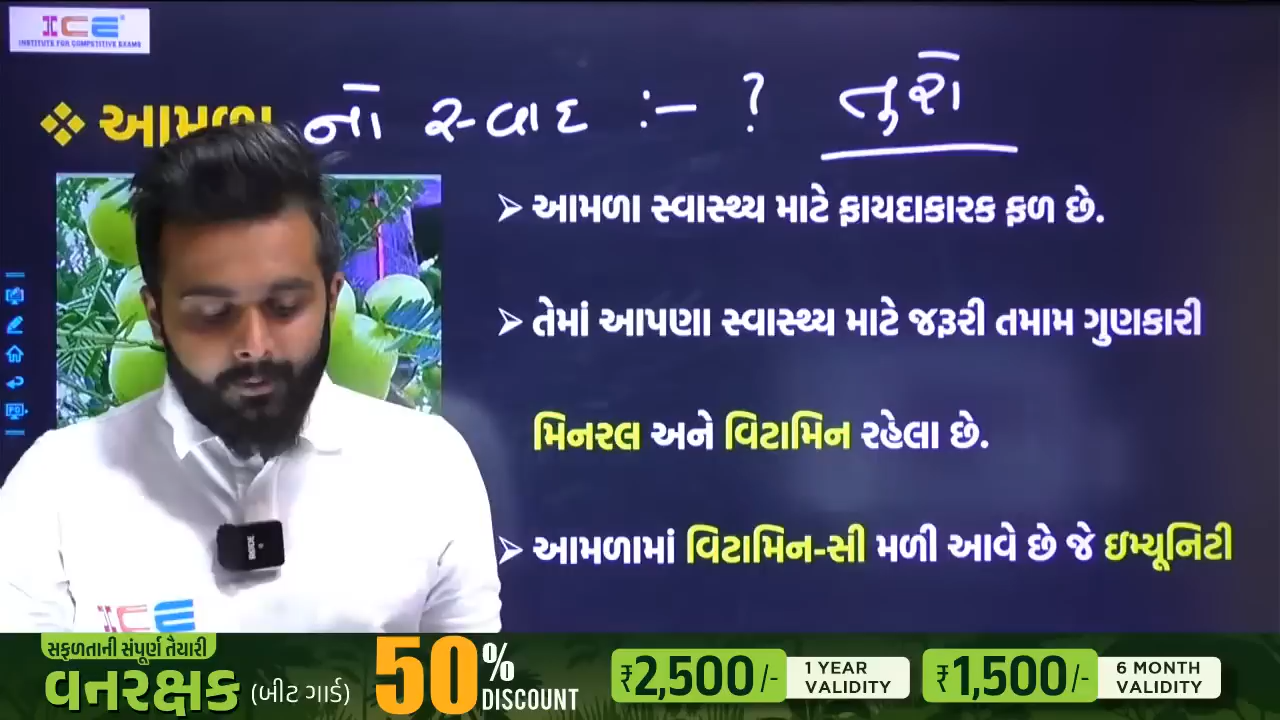 ICE
INSTITUTE FOR COMPETITIVE EXAMS
❖ આમળા નો સ્વાદ :- ? તુરો
➢ આમળા સ્વાસ્થ્ય માટે ફાયદાકારક ફળ છે.
➢ તેમાં આપણા સ્વાસ્થ્ય માટે જરૂરી તમામ ગુણકારી
મિનરલ અને વિટામિન રહેલા છે.
➢ આમળામાં વિટામિન-સી મળી આવે છે જે ઇમ્યૂનિટી
ICE
સફળતાની સંપૂર્ણ તૈયારી
વનરક્ષક (બીટ ગાર્ડ)
50% DISCOUNT
₹2,500/- 1 YEAR VALIDITY
₹1,500/- 6 MONTH VALIDITY